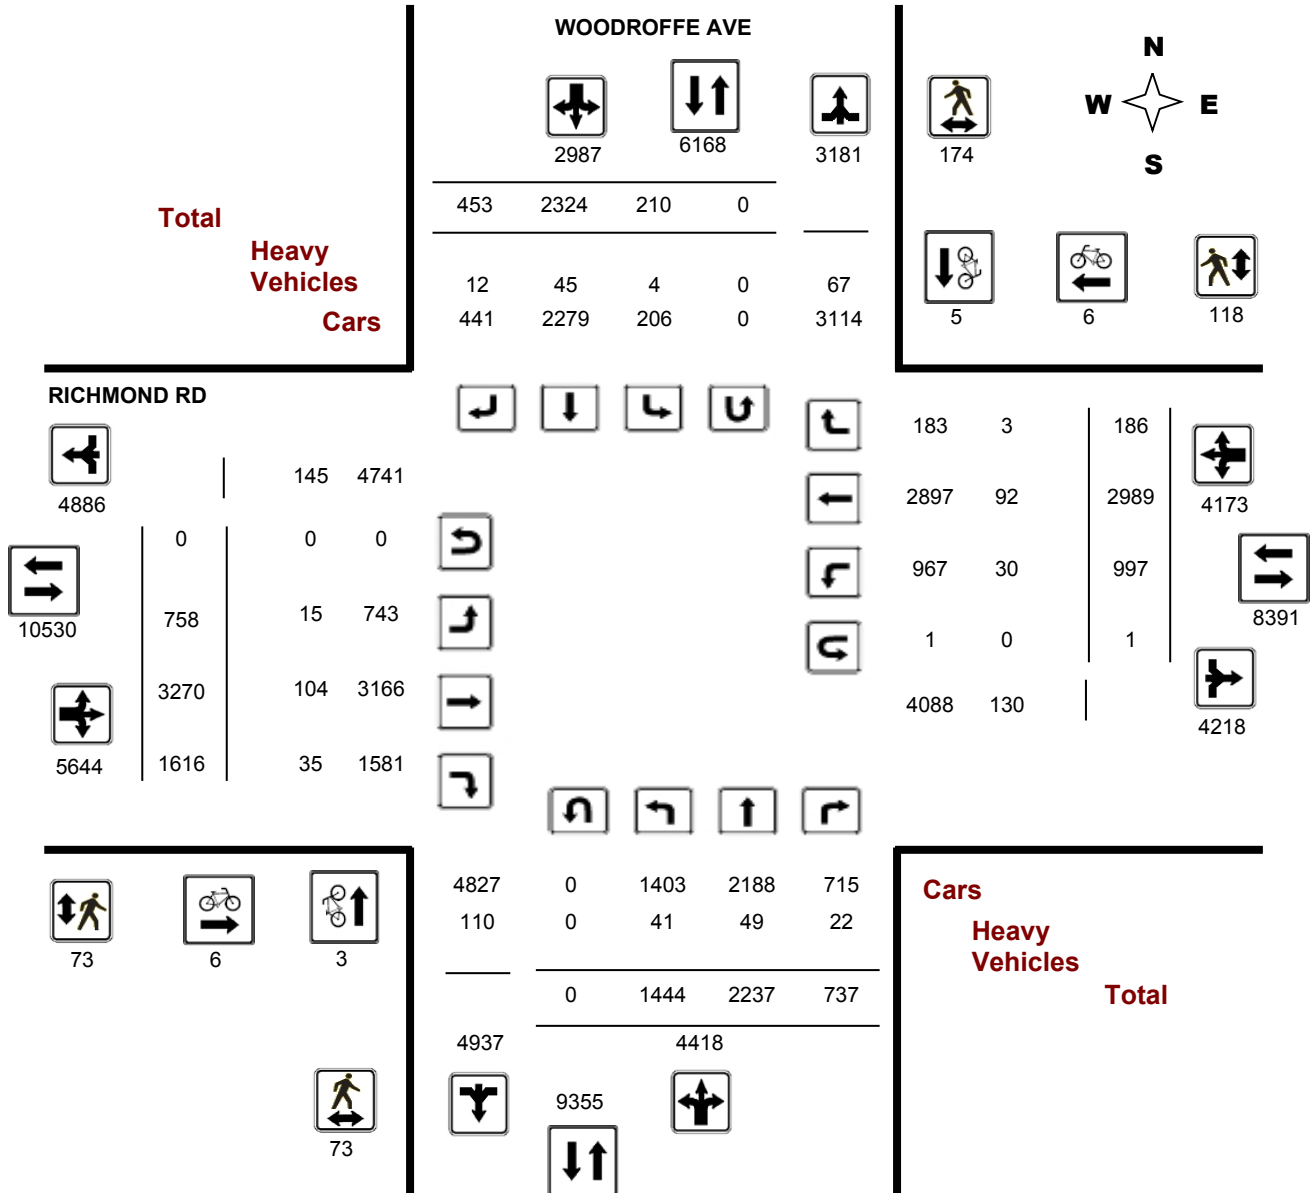 WOODROFFE AVE
N
W E
S
2987 6168 3181 174
453 2324 210 0
Total
Heavy
Vehicles
12 45 4 0 67
Cars
441 2279 206 0 3114
5 6 118
RICHMOND RD
4886
145 4741
183 3 186
2897 92 2989
4173
0 0 0
967 30 997
10530
758 15 743
8391
1 0 1
3270 104 3166
4088 130
4218
5644
1616 35 1581
4827 0 1403 2188 715
110 0 41 49 22
0 1444 2237 737
4937 4418
73 6 3
Cars
Heavy
Vehicles
Total
9355
73